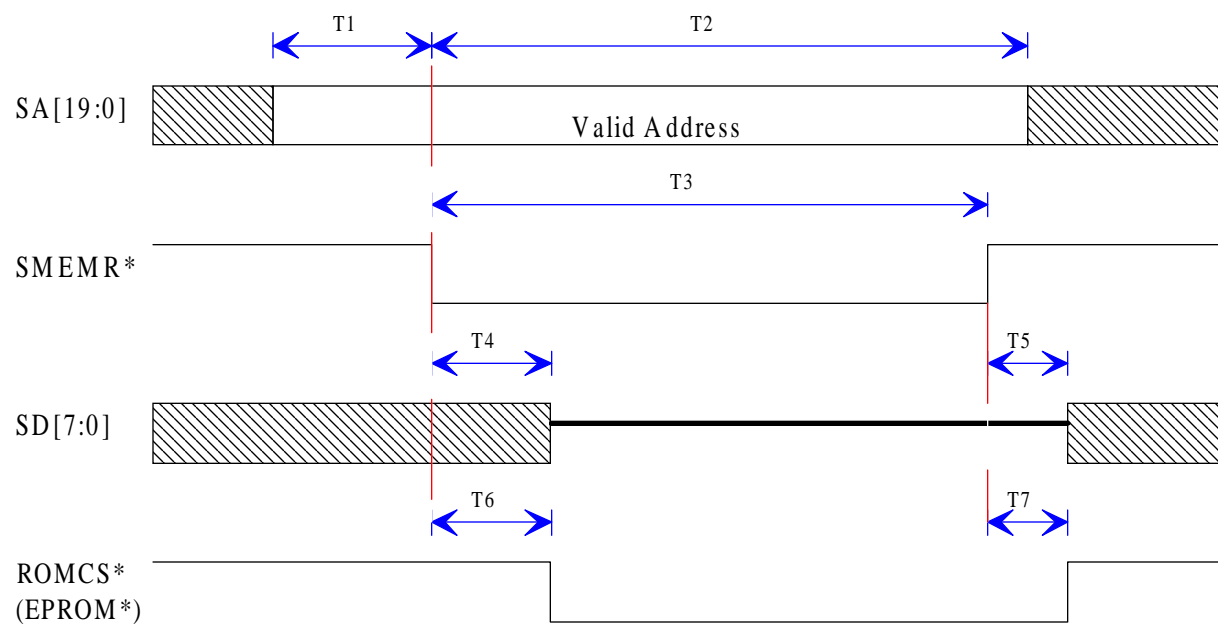 T1
T2
SA[19:0]
Valid Address
T3
SMEMR*
T4
T5
SD[7:0]
T6
T7
ROMCS*
(EPROM*)